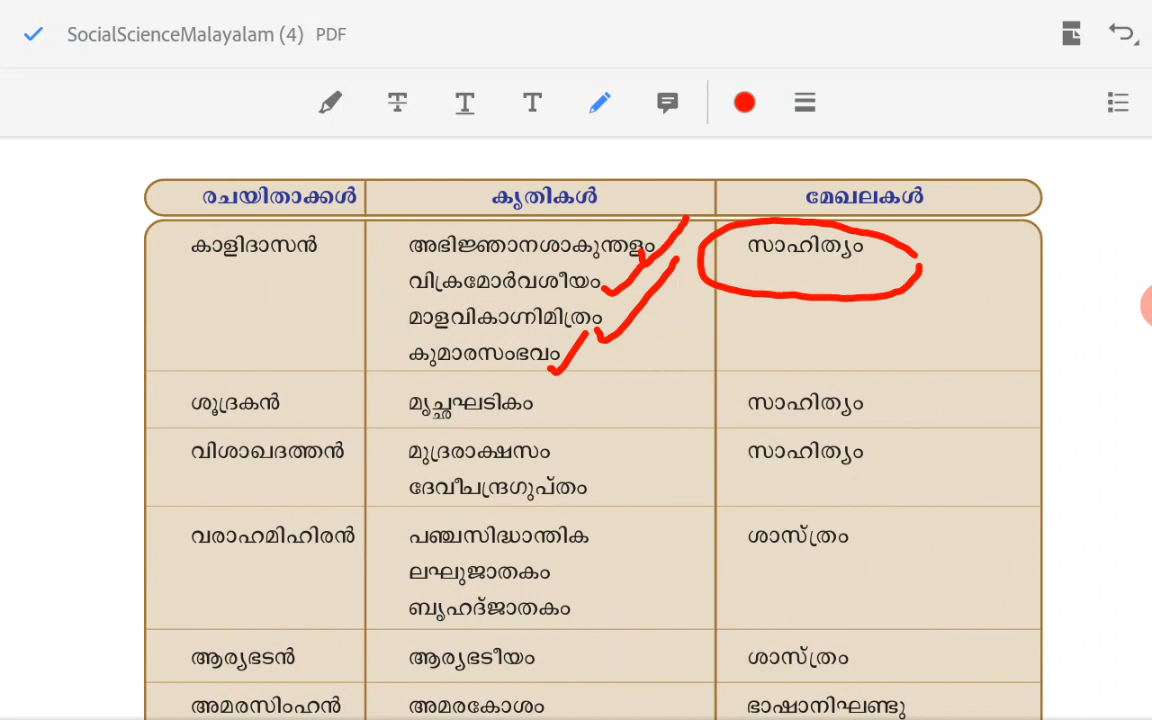 SocialScienceMalayalam (4) PDF
രചയിതാക്കൾ കൃതികൾ മേഖലകൾ
കാളിദാസൻ അഭിജ്ഞാനശാകുന്തളം സാഹിത്യം
വിക്രമോർവശീയം
മാളവികാഗ്നിമിത്രം
കുമാരസംഭവം
ശൂദ്രകൻ മൃച്ഛഘടികം സാഹിത്യം
വിശാഖദത്തൻ മുദ്രരാക്ഷസം സാഹിത്യം
ദേവീചന്ദ്രഗുപ്തം
വരാഹമിഹിരൻ പഞ്ചസിദ്ധാന്തിക ശാസ്ത്രം
ലഘുജാതകം
ബൃഹദ്ജാതകം
ആര്യഭടൻ ആര്യഭടീയം ശാസ്ത്രം
അമരസിംഹൻ അമരകോശം ഭാഷാനിഘണ്ടു